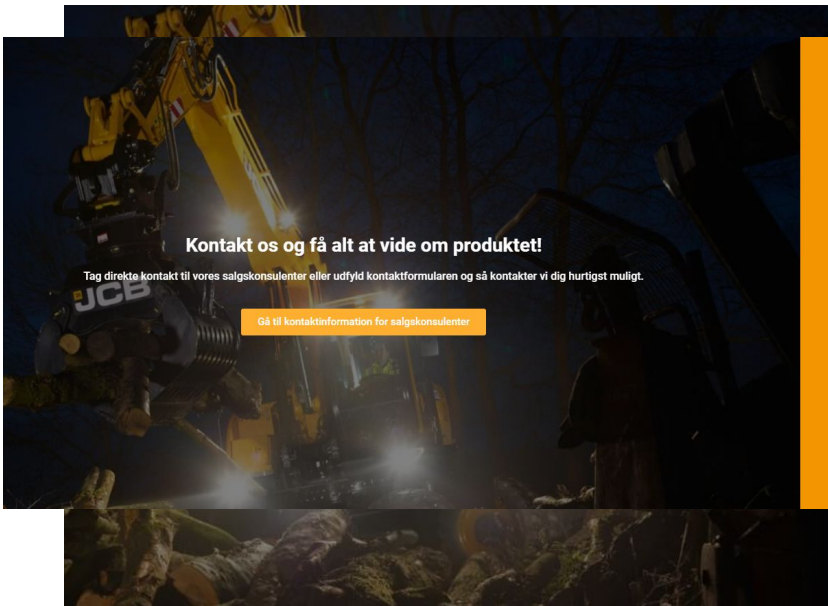 Kontakt os og få alt at vide om produktet!
Tag direkte kontakt til vores salgskonsulenter eller udfyld kontaktformularen og så kontakter vi dig hurtigst muligt.
JCB
Gå til kontaktinformation for salgskonsulenter